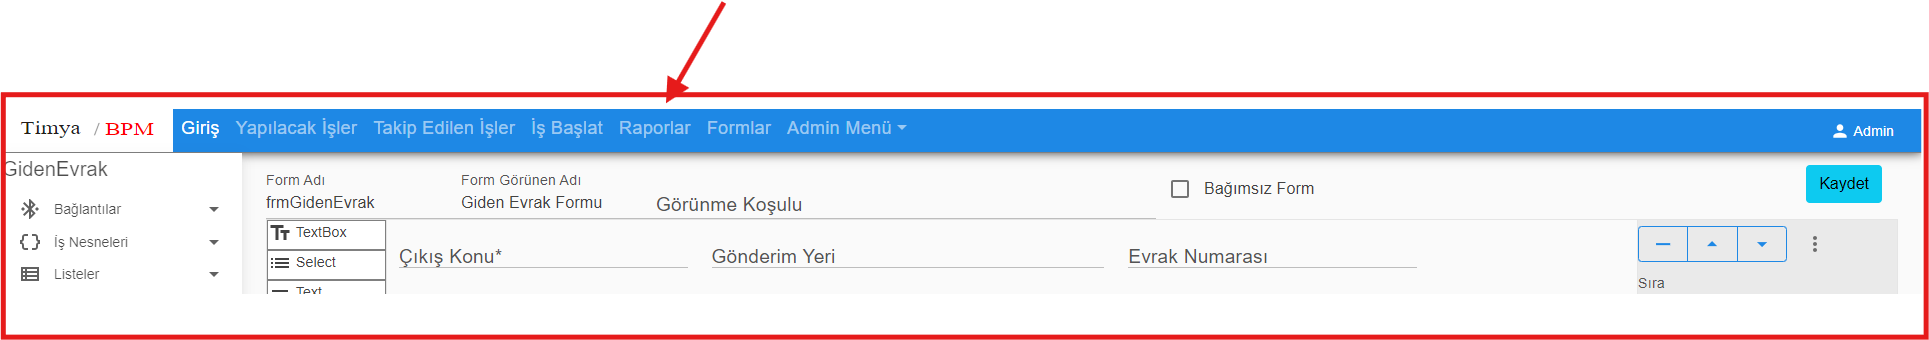 Timya / BPM Giriş Yapılacak İşler Takip Edilen İşler İş Başlat Raporlar Formlar Admin Menü Admin
GidenEvrak
Bağlantılar
İş Nesneleri
Listeler
Form Adı
frmGidenEvrak
Form Görünen Adı
Giden Evrak Formu
Görünme Koşulu
Bağımsız Form
Kaydet
TextBox
Select
Text
Çıkış Konu*
Gönderim Yeri
Evrak Numarası
Sıra